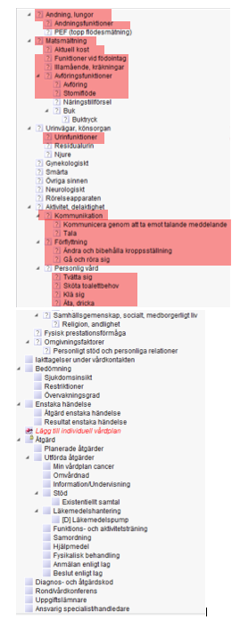 Andning, lungor
Andningsfunktioner
PEF (topp flödesmätning)
Matsmältning
Aktuell kost
Funktioner vid födointag
Illamående, kräkningar
Avföringsfunktioner
Avföring
Stomiflöde
Näringstillförsel
Buk
Buktryck
Urinvägar, könsorgan
Urinfunktioner
Residualurin
Njure
Gynekologiskt
Smärta
Övriga sinnen
Neurologiskt
Rörelseapparaten
Aktivitet, delaktighet
Kommunikation
Kommunicera genom att ta emot talande meddelande
Tala
Förflyttning
Ändra och bibehålla kroppsställning
Gå och röra sig
Personlig vård
Tvätta sig
Sköta toalettbehov
Klä sig
Äta, dricka
Samhällsgemenskap, socialt, medborgerligt liv
Religion, andlighet
Fysisk prestationsförmåga
Omgivningsfaktorer
Personligt stöd och personliga relationer
Iakttagelser under vårdkontakten
Bedömning
Sjukdomsinsikt
Restriktioner
Övervakningsgrad
Enstaka händelse
Åtgärd enstaka händelse
Resultat enstaka händelse
Lägg till individuell vårdplan
Åtgärd
Planerade åtgärder
Utförda åtgärder
Min vårdplan cancer
Omvårdnad
Information/Undervisning
Stöd
Existentiellt samtal
Läkemedelshantering
[D] Läkemedelspump
Funktions- och aktivitetsträning
Samordning
Hjälpmedel
Fysikalisk behandling
Anmälan enligt lag
Beslut enligt lag
Diagnos- och åtgärdskod
Rond/vårdkonferens
Uppgiftslämnare
Ansvarig specialist/handledare